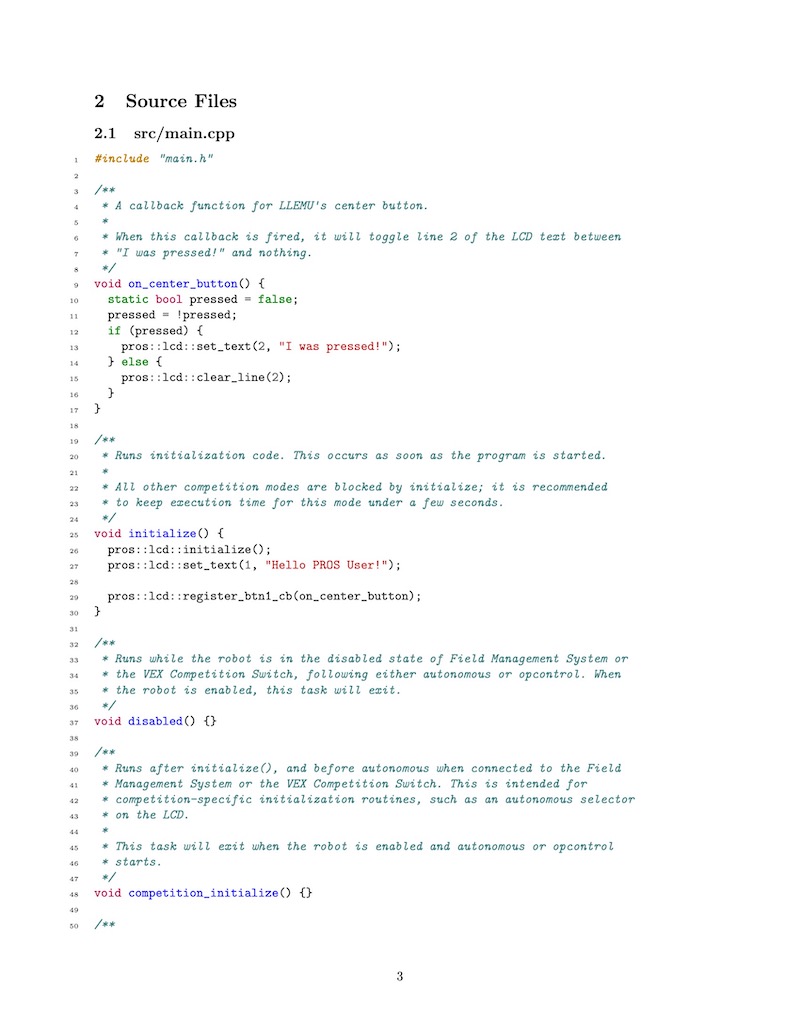 2 Source Files
2.1 src/main.cpp
1 #include "main.h"
2
3 /**
4  * A callback function for LLEMU's center button.
5  *
6  * When this callback is fired, it will toggle line 2 of the LCD text between
7  * "I was pressed!" and nothing.
8  */
9 void on_center_button() {
10   static bool pressed = false;
11   pressed = !pressed;
12   if (pressed) {
13     pros::lcd::set_text(2, "I was pressed!");
14   } else {
15     pros::lcd::clear_line(2);
16   }
17 }
18
19 /**
20  * Runs initialization code. This occurs as soon as the program is started.
21  *
22  * All other competition modes are blocked by initialize; it is recommended
23  * to keep execution time for this mode under a few seconds.
24  */
25 void initialize() {
26   pros::lcd::initialize();
27   pros::lcd::set_text(1, "Hello PROS User!");
28
29   pros::lcd::register_btn1_cb(on_center_button);
30 }
31
32 /**
33  * Runs while the robot is in the disabled state of Field Management System or
34  * the VEX Competition Switch, following either autonomous or opcontrol. When
35  * the robot is enabled, this task will exit.
36  */
37 void disabled() {}
38
39 /**
40  * Runs after initialize(), and before autonomous when connected to the Field
41  * Management System or the VEX Competition Switch. This is intended for
42  * competition-specific initialization routines, such as an autonomous selector
43  * on the LCD.
44  *
45  * This task will exit when the robot is enabled and autonomous or opcontrol
46  * starts.
47  */
48 void competition_initialize() {}
49
50 /**
3